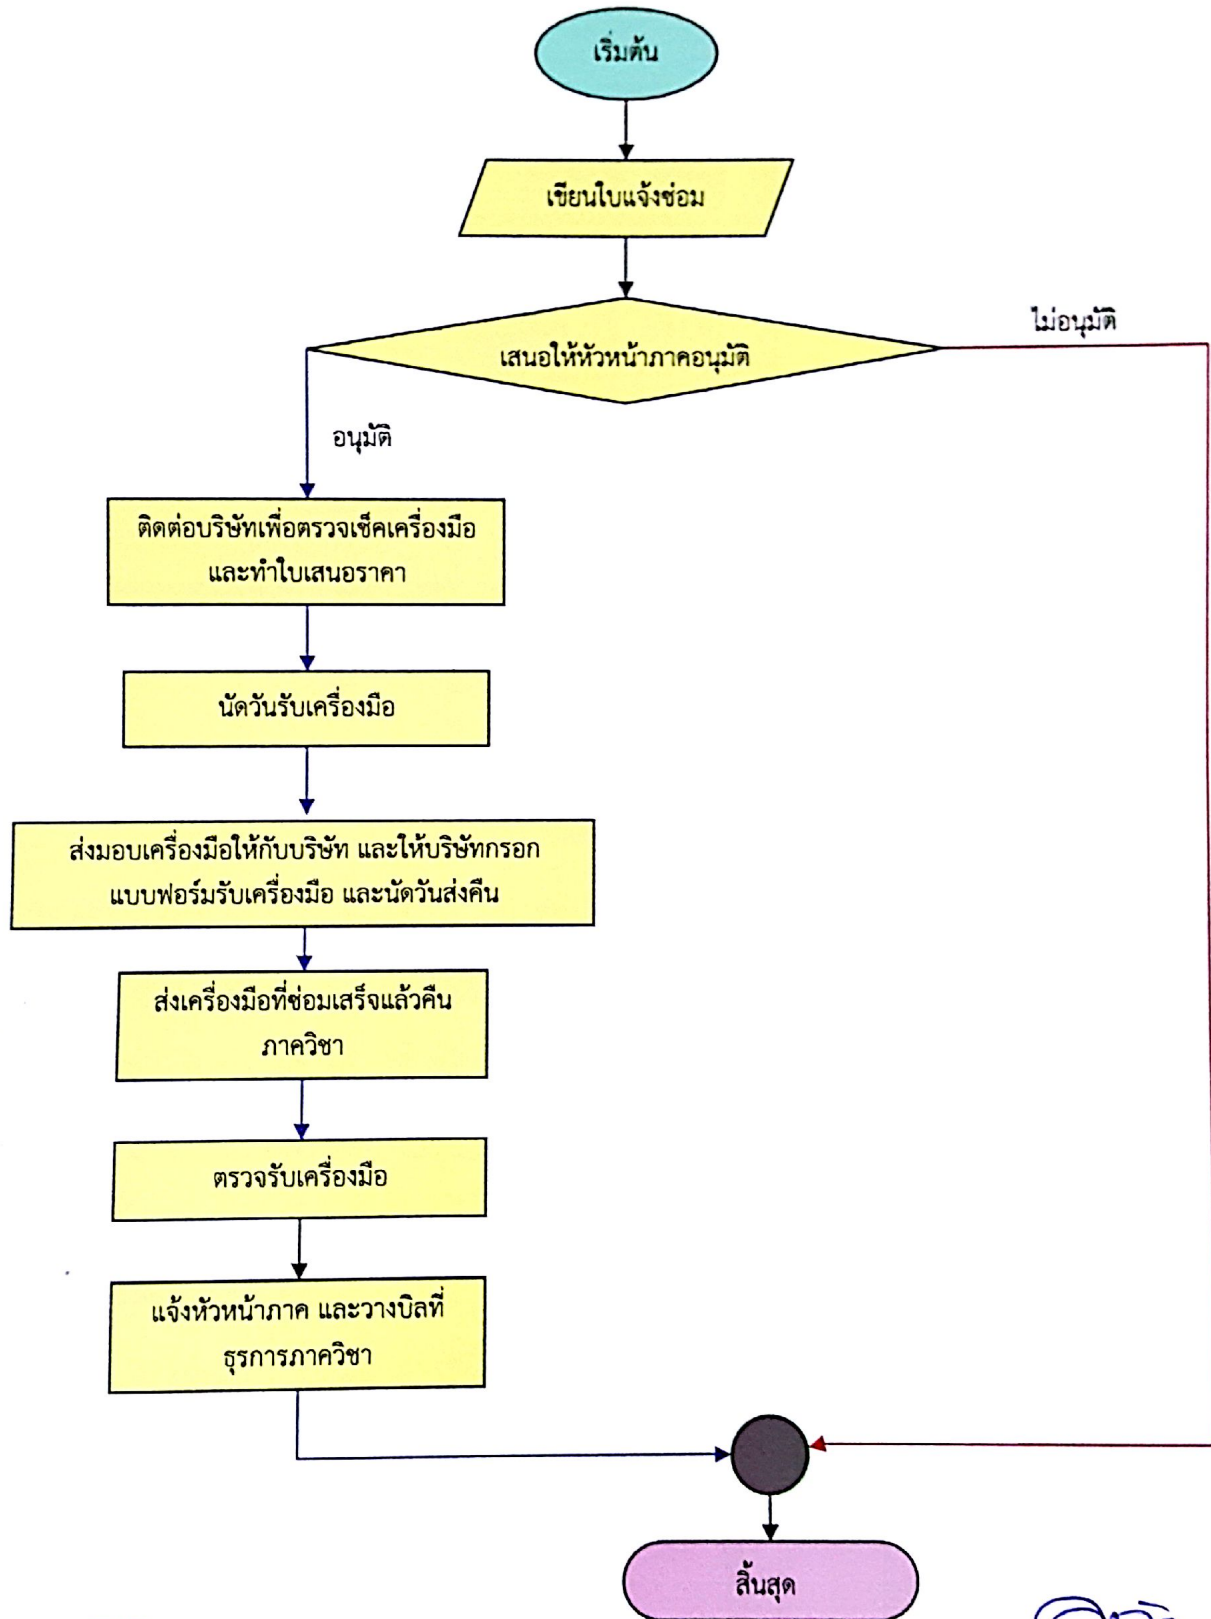 เริ่มต้น
เขียนใบแจ้งซ่อม
เสนอให้หัวหน้าภาคอนุมัติ
ไม่อนุมัติ
อนุมัติ
ติดต่อบริษัทเพื่อตรวจเช็คเครื่องมือ
และทำใบเสนอราคา
นัดวันรับเครื่องมือ
ส่งมอบเครื่องมือให้กับบริษัท และให้บริษัทกรอก
แบบฟอร์มรับเครื่องมือ และนัดวันส่งคืน
ส่งเครื่องมือที่ซ่อมเสร็จแล้วคืน
ภาควิชา
ตรวจรับเครื่องมือ
แจ้งหัวหน้าภาค และวางบิลที่
ธุรการภาควิชา
สิ้นสุด